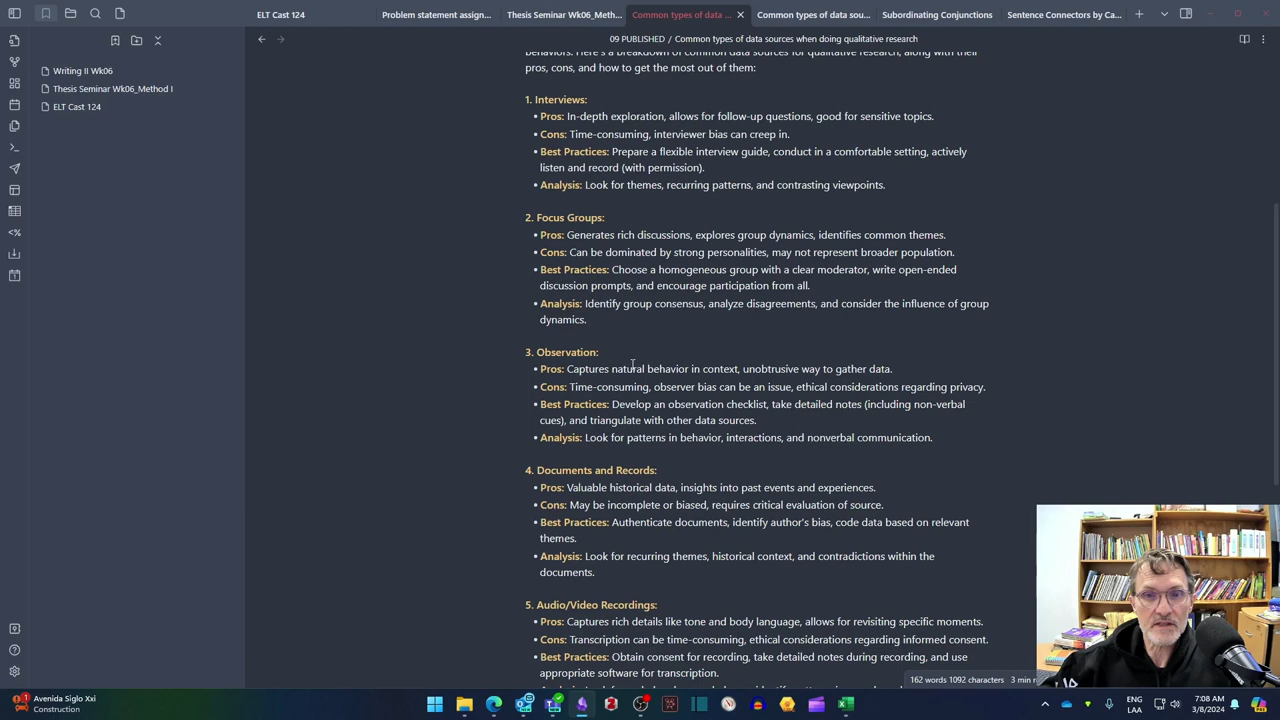 ELT Cast 124
Problem statement assign...
Thesis Seminar Wk06_Meth...
Common types of data ...
Common types of data sou...
Subordinating Conjunctions
Sentence Connectors by Ca...
09 PUBLISHED / Common types of data sources when doing qualitative research
Writing II Wk06
Thesis Seminar Wk06_Method I
ELT Cast 124
behaviors. Here's a breakdown of common data sources for qualitative research, along with their
pros, cons, and how to get the most out of them:
1. Interviews:
• Pros: In-depth exploration, allows for follow-up questions, good for sensitive topics.
• Cons: Time-consuming, interviewer bias can creep in.
• Best Practices: Prepare a flexible interview guide, conduct in a comfortable setting, actively
listen and record (with permission).
• Analysis: Look for themes, recurring patterns, and contrasting viewpoints.
2. Focus Groups:
• Pros: Generates rich discussions, explores group dynamics, identifies common themes.
• Cons: Can be dominated by strong personalities, may not represent broader population.
• Best Practices: Choose a homogeneous group with a clear moderator, write open-ended
discussion prompts, and encourage participation from all.
• Analysis: Identify group consensus, analyze disagreements, and consider the influence of group
dynamics.
3. Observation:
• Pros: Captures natural behavior in context, unobtrusive way to gather data.
• Cons: Time-consuming, observer bias can be an issue, ethical considerations regarding privacy.
• Best Practices: Develop an observation checklist, take detailed notes (including non-verbal
cues), and triangulate with other data sources.
• Analysis: Look for patterns in behavior, interactions, and nonverbal communication.
4. Documents and Records:
• Pros: Valuable historical data, insights into past events and experiences.
• Cons: May be incomplete or biased, requires critical evaluation of source.
• Best Practices: Authenticate documents, identify author's bias, code data based on relevant
themes.
• Analysis: Look for recurring themes, historical context, and contradictions within the
documents.
5. Audio/Video Recordings:
• Pros: Captures rich details like tone and body language, allows for revisiting specific moments.
• Cons: Transcription can be time-consuming, ethical considerations regarding informed consent.
• Best Practices: Obtain consent for recording, take detailed notes during recording, and use
appropriate software for transcription.
162 words 1092 characters 3 min r
Avenida Siglo Xxi
Construction
ENG
LAA
7:08 AM
3/8/2024